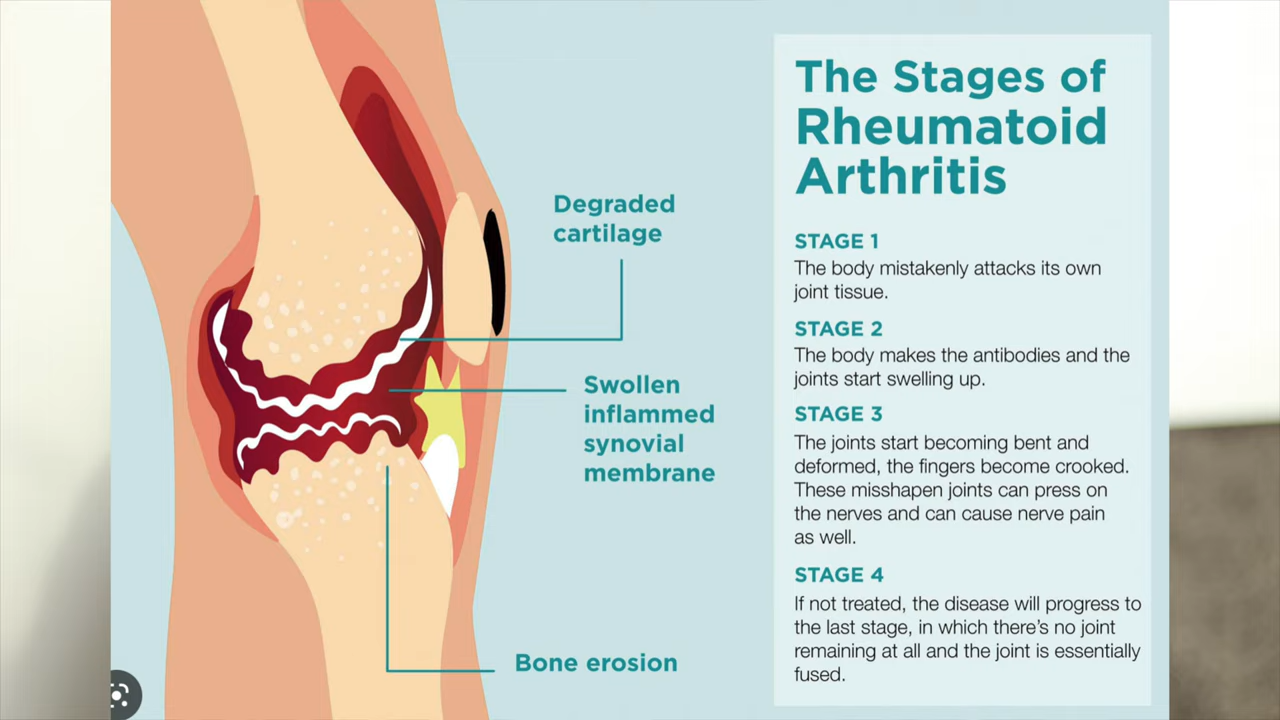 The Stages of
Rheumatoid
Arthritis
STAGE 1
The body mistakenly attacks its own
joint tissue.
STAGE 2
The body makes the antibodies and the
joints start swelling up.
STAGE 3
The joints start becoming bent and
deformed, the fingers become crooked.
These misshapen joints can press on
the nerves and can cause nerve pain
as well.
STAGE 4
If not treated, the disease will progress to
the last stage, in which there's no joint
remaining at all and the joint is essentially
fused.
Degraded
cartilage
Swollen
inflammed
synovial
membrane
Bone erosion